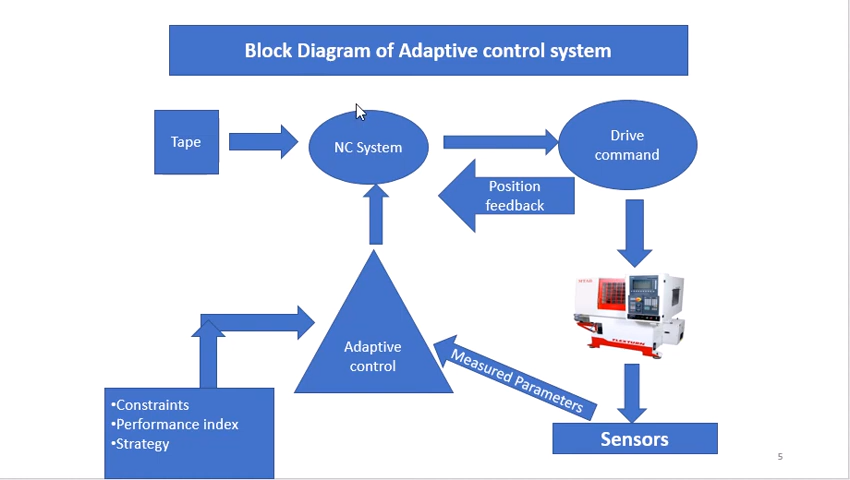 Block Diagram of Adaptive control system
Tape
NC System
Drive
command
Position
feedback
Adaptive
control
Measured Parameters
•Constraints
•Performance index
•Strategy
Sensors
5